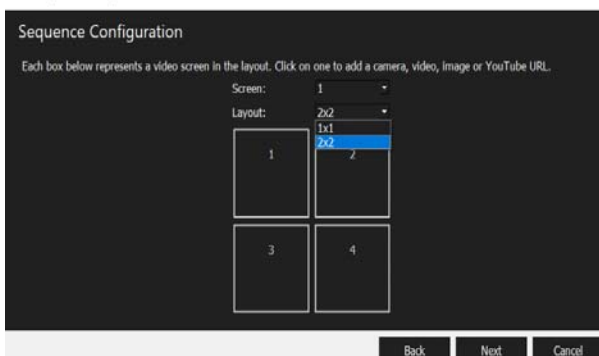 Sequence Configuration
Each box below represents a video screen in the layout. Click on one to add a camera, video, image or YouTube URL.
Screen: 1
Layout: 2x2
1x1
2x2
1 2
3 4
Back Next Cancel